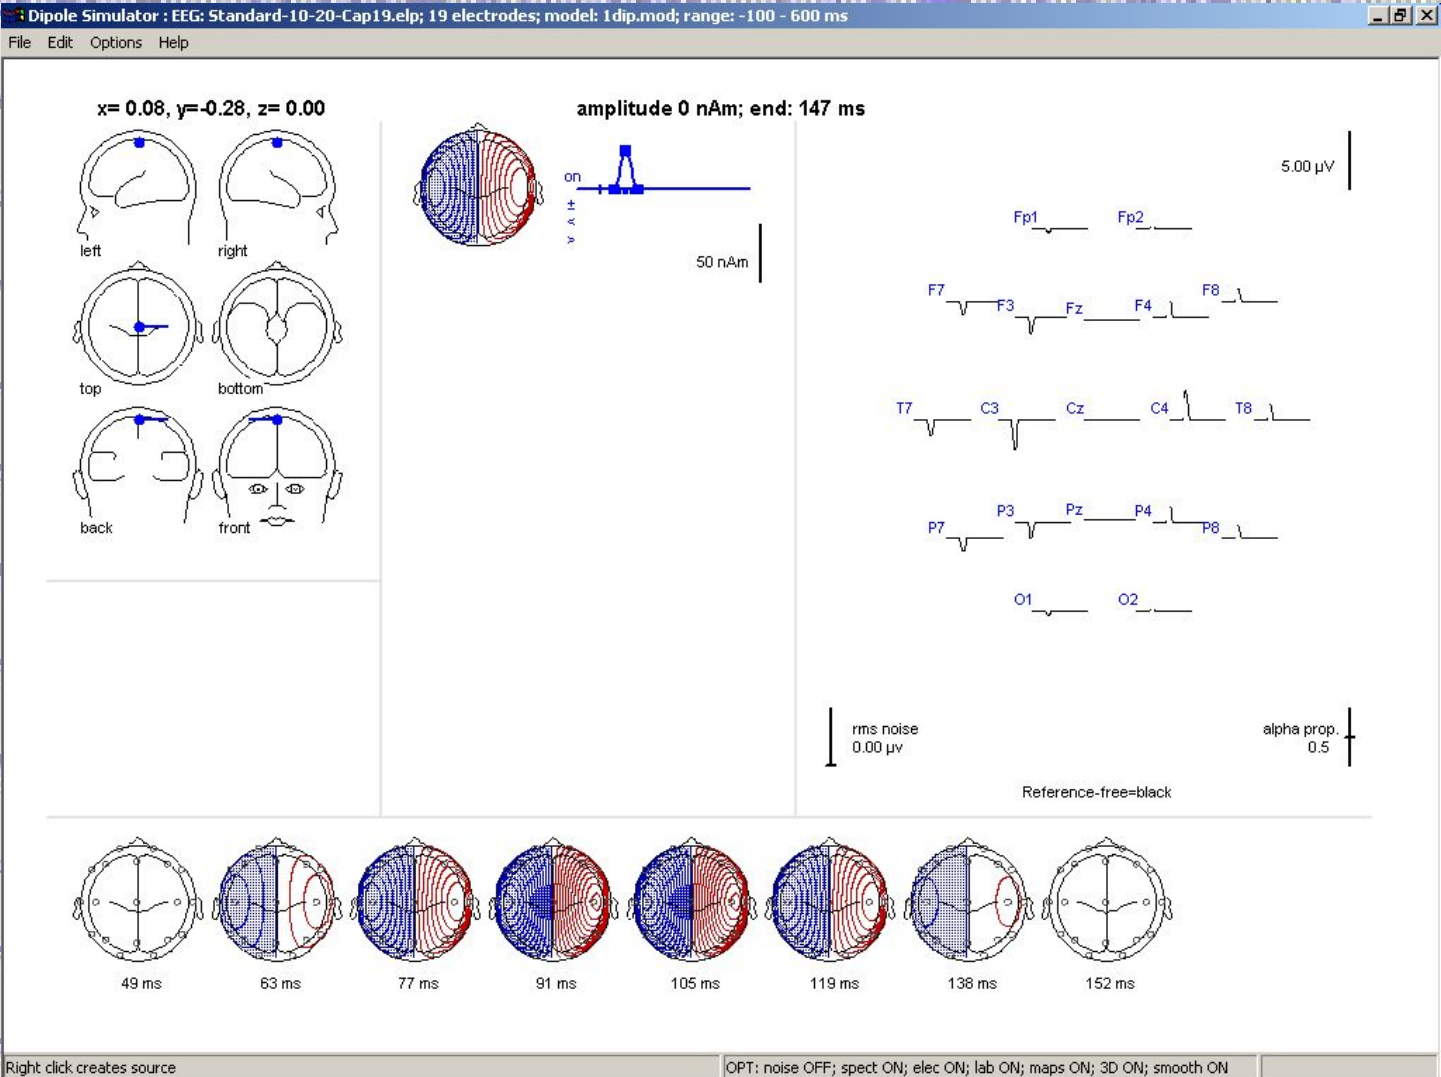 Dipole Simulator : EEG: Standard-10-20-Cap19.elp; 19 electrodes; model: 1dip.mod; range: -100 - 600 ms
File Edit Options Help
x= 0.08, y=-0.28, z= 0.00
amplitude 0 nAm; end: 147 ms
left right
top bottom
back front
on
±
<
>
50 nAm
5.00 µV
Fp1 Fp2
F7 F3 Fz F4 F8
T7 C3 Cz C4 T8
P7 P3 Pz P4 P8
O1 O2
rms noise
0.00 µv
alpha prop.
0.5
Reference-free=black
49 ms 63 ms 77 ms 91 ms 105 ms 119 ms 138 ms 152 ms
Right click creates source
OPT: noise OFF; spect ON; elec ON; lab ON; maps ON; 3D ON; smooth ON